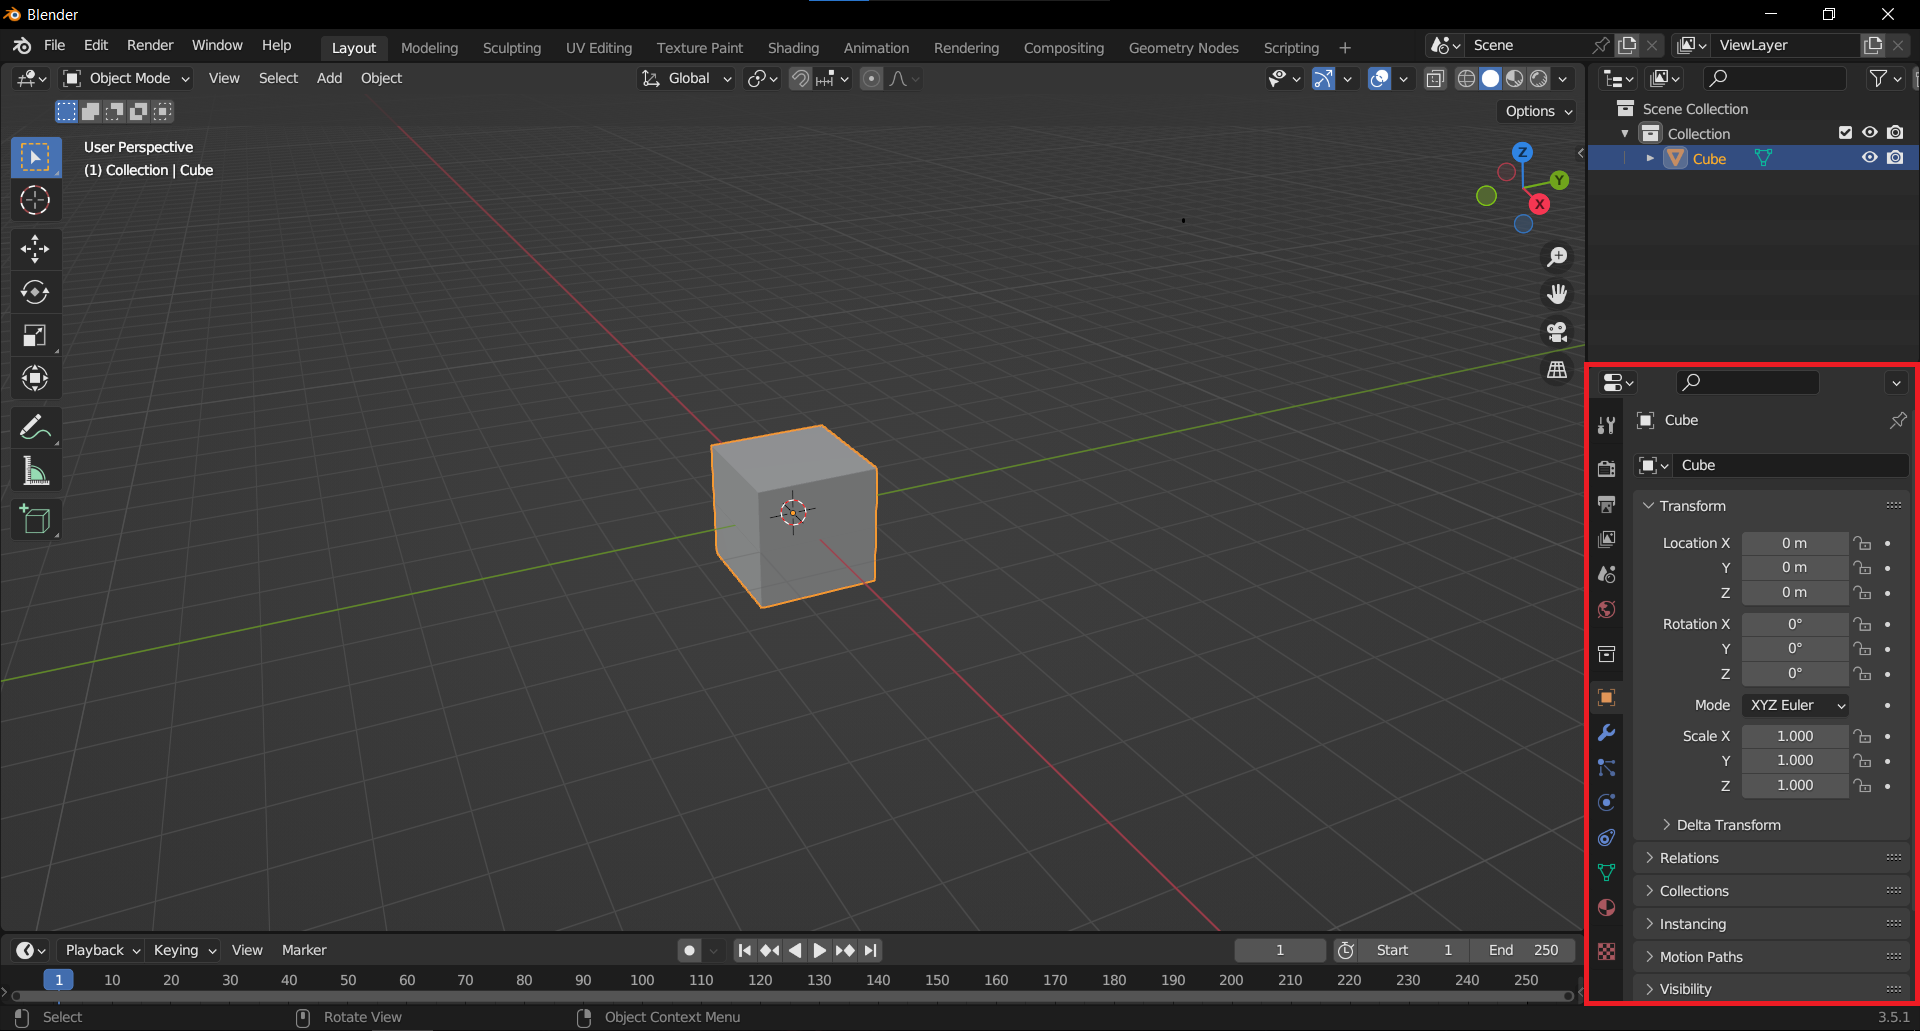 Blender
File Edit Render Window Help Layout Modeling Sculpting UV Editing Texture Paint Shading Animation Rendering Compositing Geometry Nodes Scripting + Scene ViewLayer
Object Mode View Select Add Object Global
Options
User Perspective
(1) Collection | Cube
Z
Y
X
Scene Collection
Collection
Cube
Cube
Cube
Transform
Location X 0 m
Y 0 m
Z 0 m
Rotation X 0°
Y 0°
Z 0°
Mode XYZ Euler
Scale X 1.000
Y 1.000
Z 1.000
Delta Transform
Relations
Collections
Instancing
Motion Paths
Visibility
Playback Keying View Marker 1 Start 1 End 250
1 10 20 30 40 50 60 70 80 90 100 110 120 130 140 150 160 170 180 190 200 210 220 230 240 250
Select Rotate View Object Context Menu 3.5.1